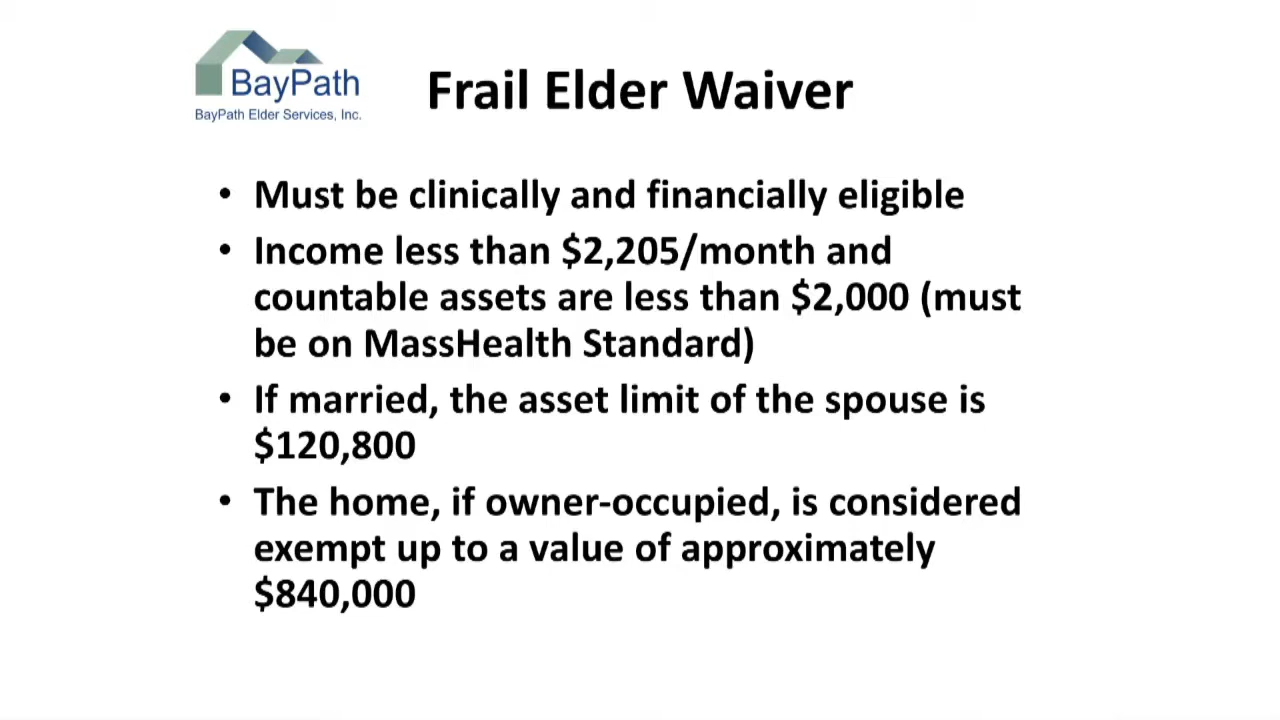 BayPath
BayPath Elder Services, Inc.
Frail Elder Waiver
• Must be clinically and financially eligible
• Income less than $2,205/month and
countable assets are less than $2,000 (must
be on MassHealth Standard)
• If married, the asset limit of the spouse is
$120,800
• The home, if owner-occupied, is considered
exempt up to a value of approximately
$840,000